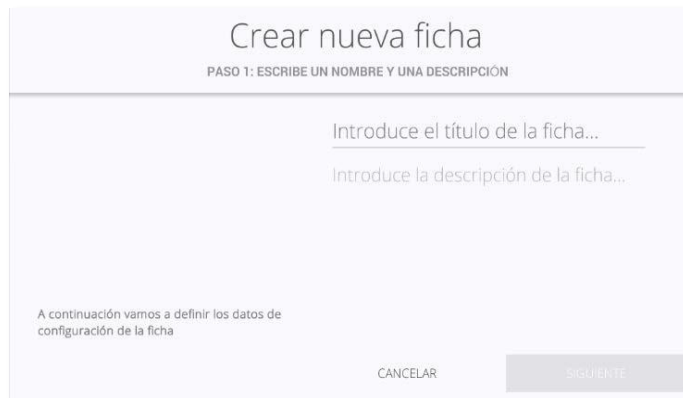 Crear nueva ficha
PASO 1: ESCRIBE UN NOMBRE Y UNA DESCRIPCIÓN
Introduce el título de la ficha...
Introduce la descripción de la ficha...
A continuación vamos a definir los datos de
configuración de la ficha
CANCELAR
SIGUIENTE